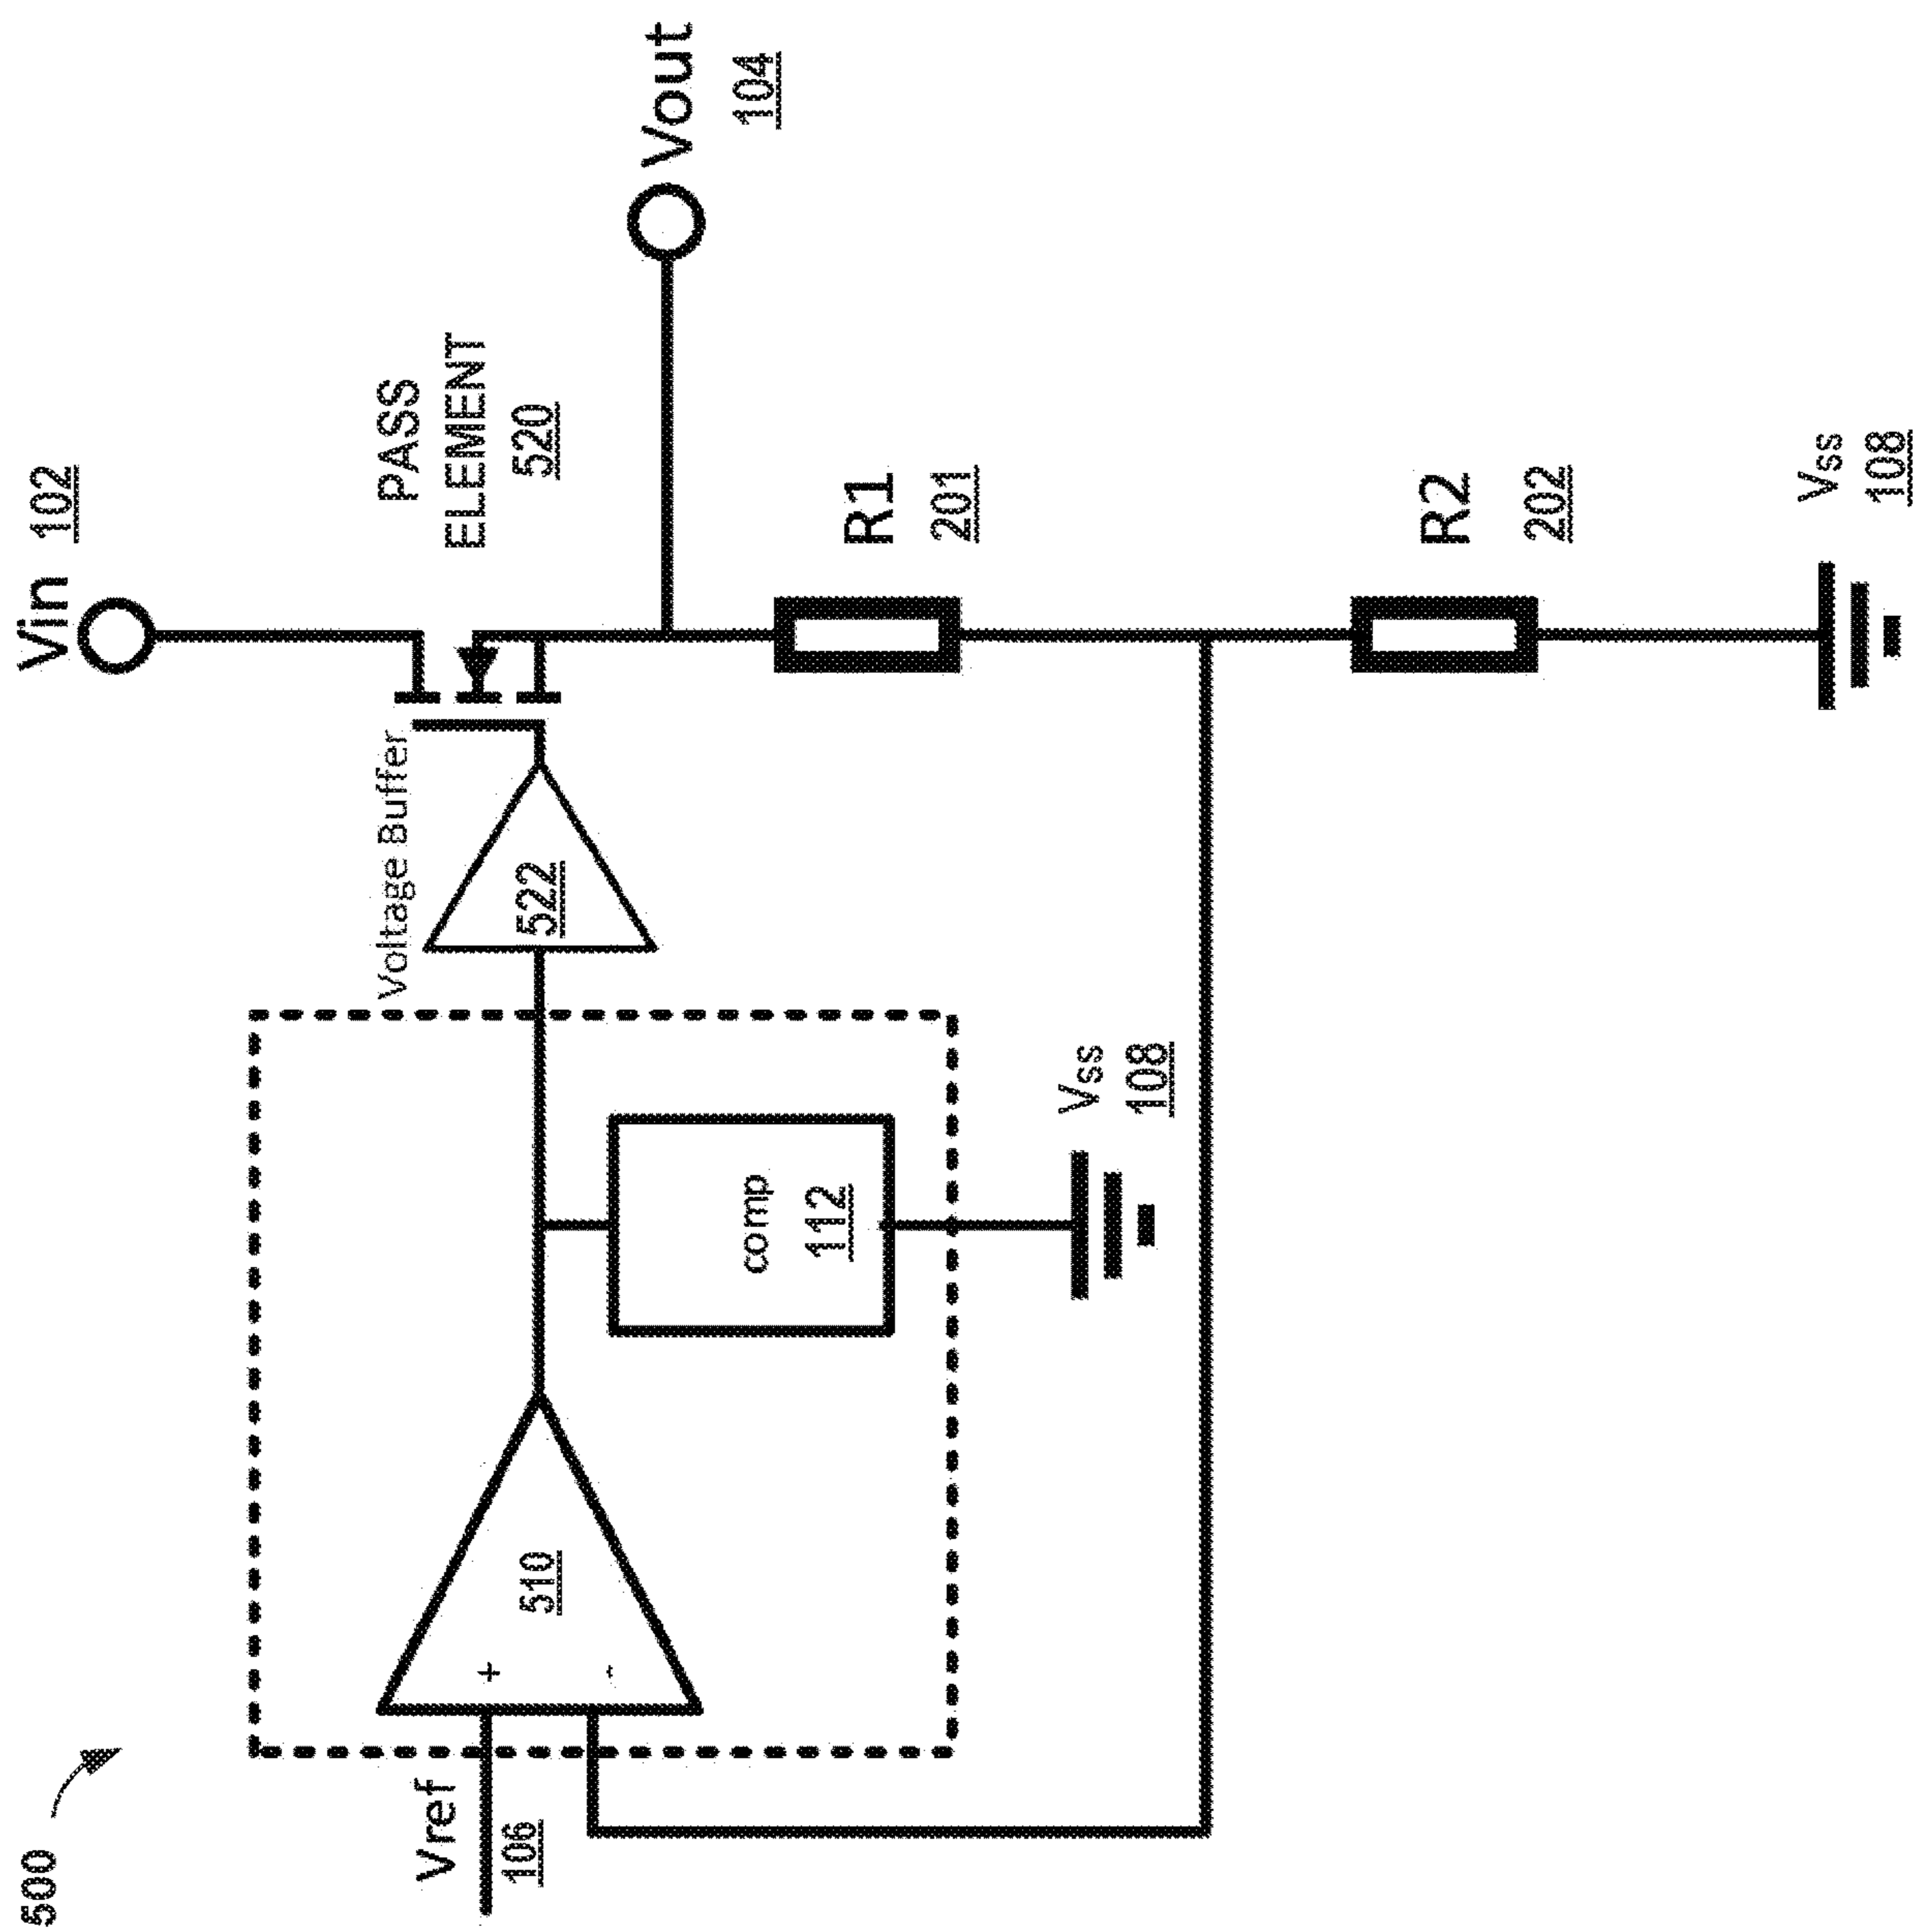 500
Vin 102
PASS
ELEMENT
520
Vout
104
Voltage Buffer
522
Vref
106
+
-
510
comp
112
Vss
108
R1
201
R2
202
Vss
108